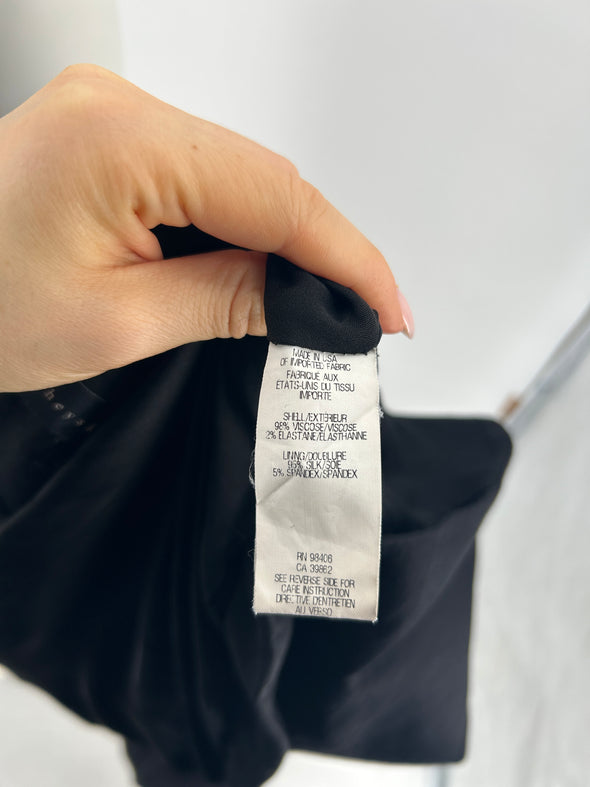 MADE IN USA
OF IMPORTED FABRIC
FABRIQUE AUX
ETATS-UNIS DU TISSU
IMPORTE
SHELL/EXTERIEUR
98% VISCOSE/VISCOSE
2% ELASTANE/ELASTHANNE
LINING/DOUBLURE
95% SILK/SOIE
5% SPANDEX/SPANDEX
RN 98406
CA 39862
SEE REVERSE SIDE FOR
CARE INSTRUCTION
DIRECTIVE D'ENTRETIEN
AU VERSO